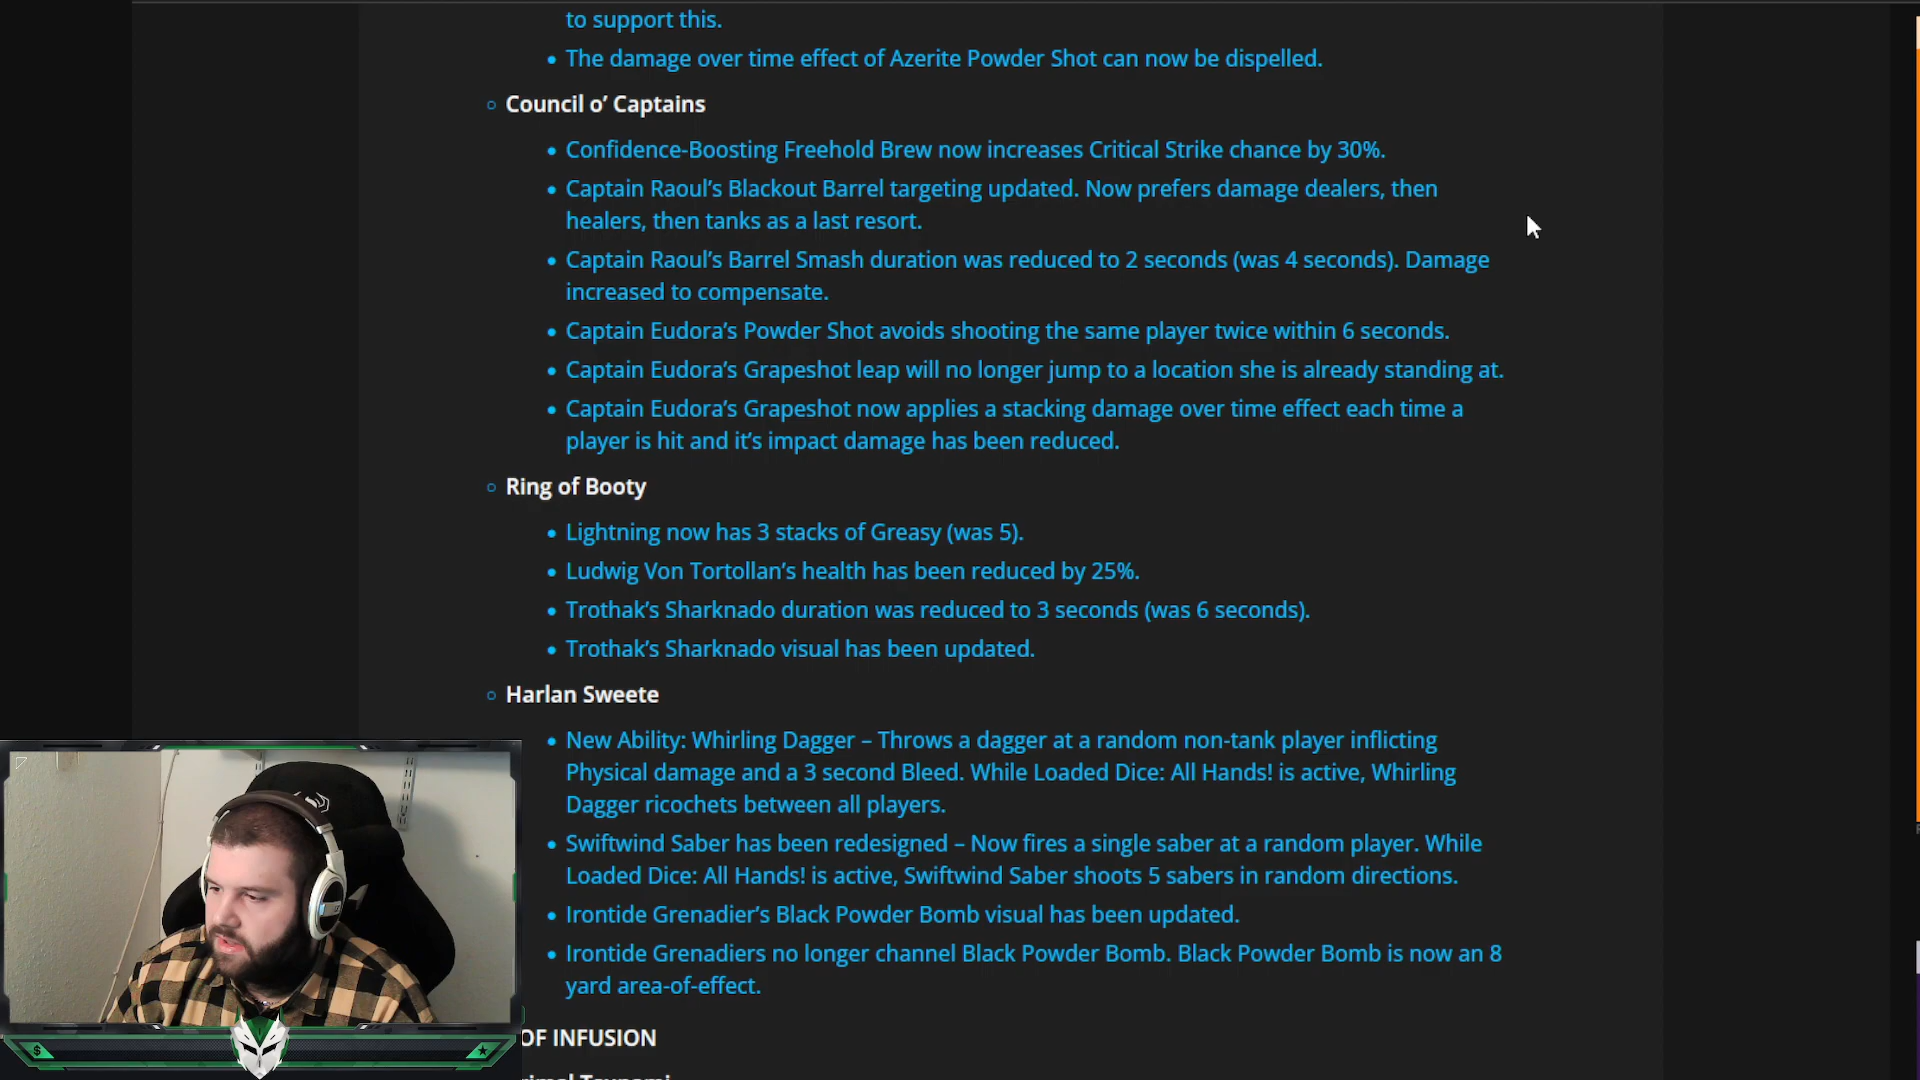 to support this.
The damage over time effect of Azerite Powder Shot can now be dispelled.
Council o’ Captains
Confidence-Boosting Freehold Brew now increases Critical Strike chance by 30%.
Captain Raoul’s Blackout Barrel targeting updated. Now prefers damage dealers, then
healers, then tanks as a last resort.
Captain Raoul’s Barrel Smash duration was reduced to 2 seconds (was 4 seconds). Damage
increased to compensate.
Captain Eudora’s Powder Shot avoids shooting the same player twice within 6 seconds.
Captain Eudora’s Grapeshot leap will no longer jump to a location she is already standing at.
Captain Eudora’s Grapeshot now applies a stacking damage over time effect each time a
player is hit and it’s impact damage has been reduced.
Ring of Booty
Lightning now has 3 stacks of Greasy (was 5).
Ludwig Von Tortollan’s health has been reduced by 25%.
Trothak’s Sharknado duration was reduced to 3 seconds (was 6 seconds).
Trothak’s Sharknado visual has been updated.
Harlan Sweete
New Ability: Whirling Dagger – Throws a dagger at a random non-tank player inflicting
Physical damage and a 3 second Bleed. While Loaded Dice: All Hands! is active, Whirling
Dagger ricochets between all players.
Swiftwind Saber has been redesigned – Now fires a single saber at a random player. While
Loaded Dice: All Hands! is active, Swiftwind Saber shoots 5 sabers in random directions.
Irontide Grenadier’s Black Powder Bomb visual has been updated.
Irontide Grenadiers no longer channel Black Powder Bomb. Black Powder Bomb is now an 8
yard area-of-effect.
OF INFUSION